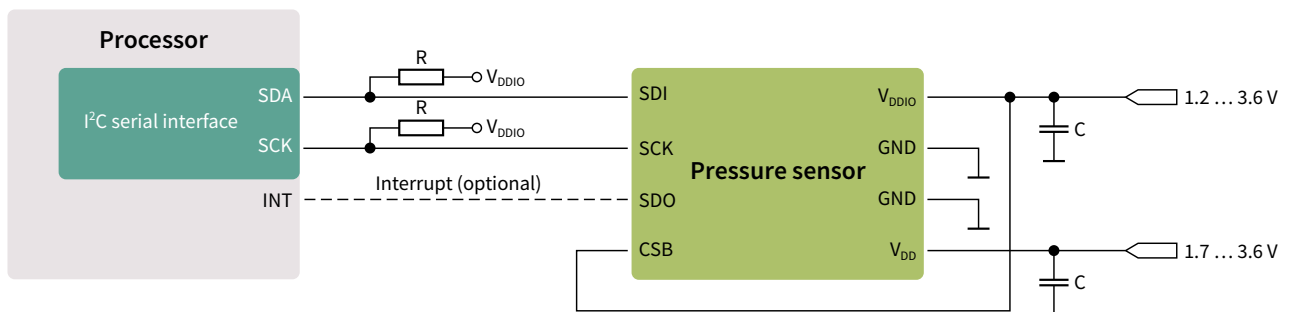 Processor
I²C serial interface
SDA
SCK
INT
R
V_DDIO
R
V_DDIO
Interrupt (optional)
SDI
SCK
SDO
CSB
Pressure sensor
V_DDIO
GND
GND
V_DD
C
1.2 … 3.6 V
C
1.7 … 3.6 V